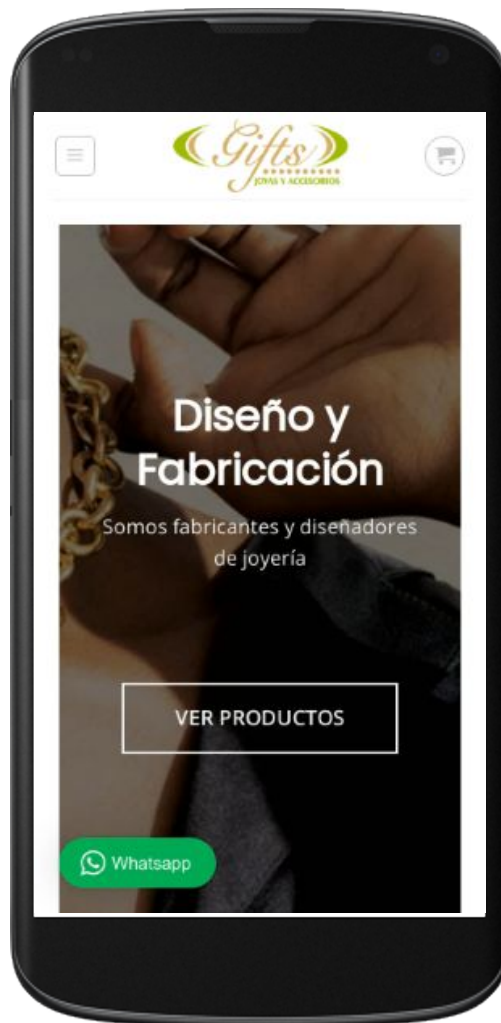 Gifts
JOYAS Y ACCESORIOS
Diseño y
Fabricación
Somos fabricantes y diseñadores
de joyería
VER PRODUCTOS
Whatsapp